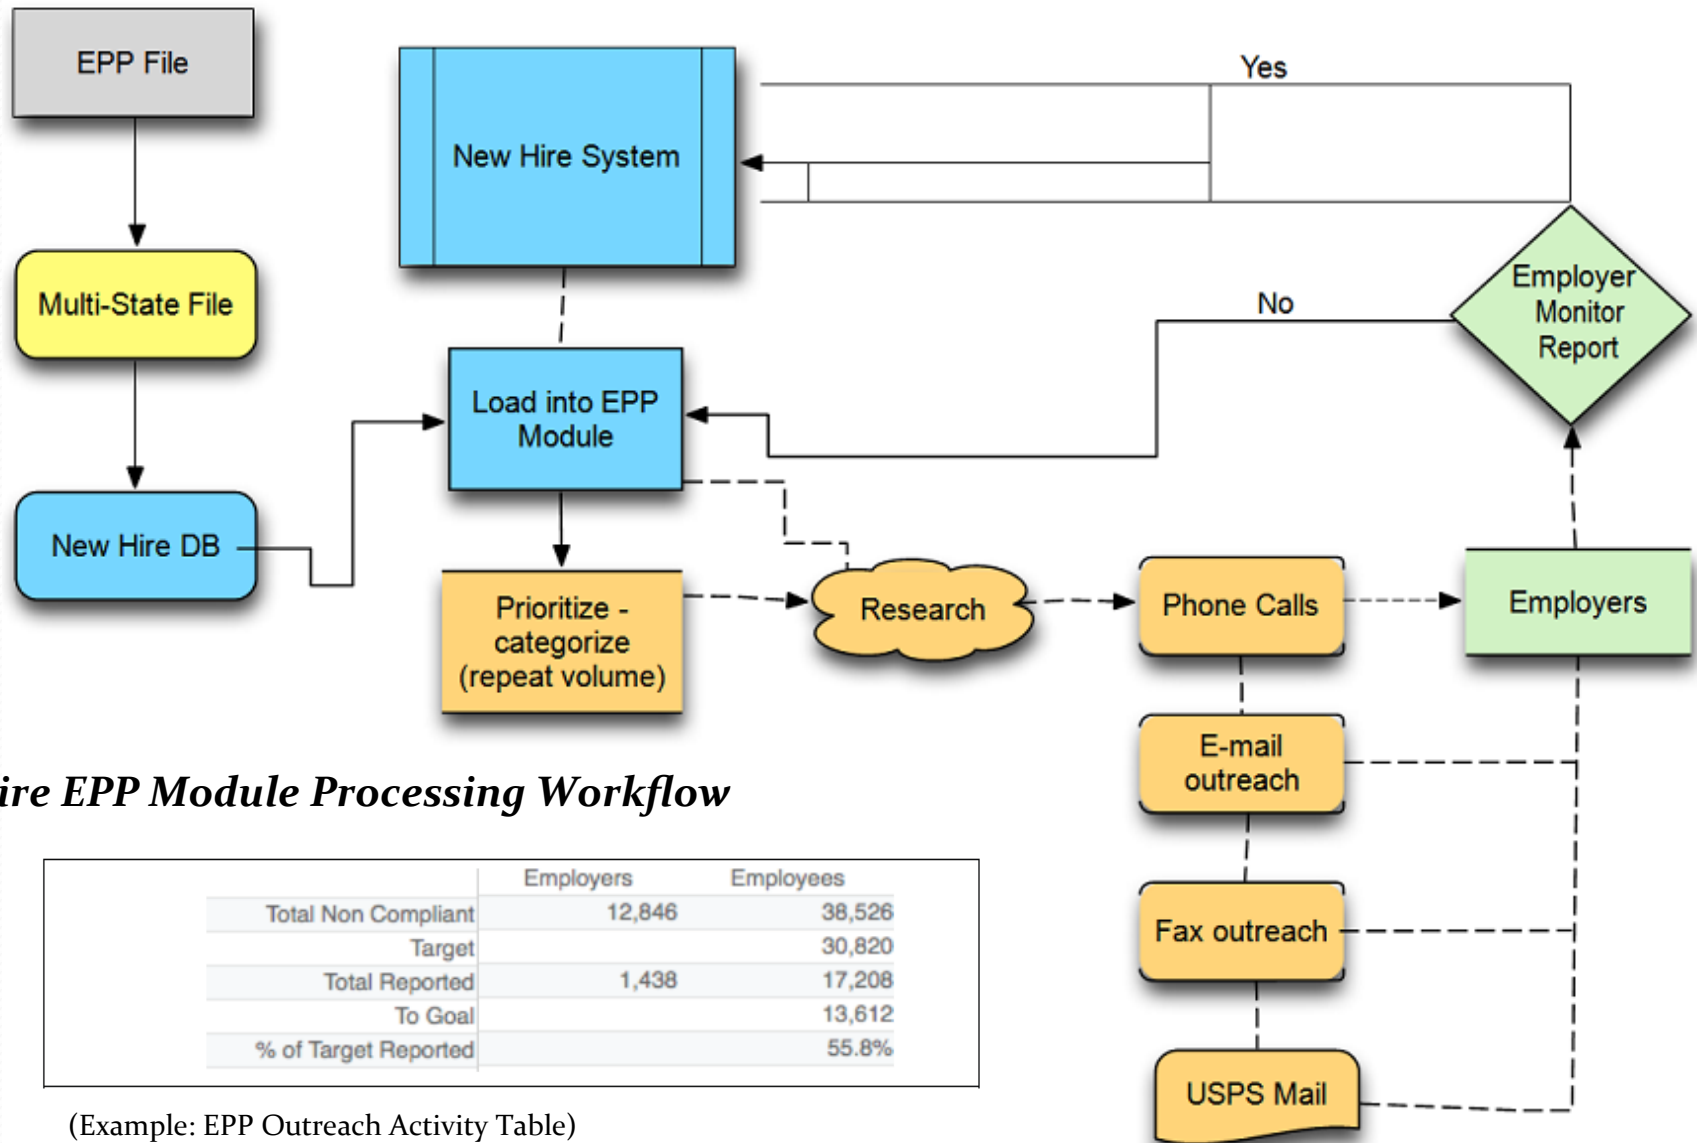 EPP File
New Hire System
Yes
Multi-State File
Employer
Monitor
Report
No
Load into EPP
Module
New Hire DB
Prioritize -
categorize
(repeat volume)
Research
Phone Calls
Employers
E-mail
outreach
ire EPP Module Processing Workflow
Fax outreach
Employers Employees
Total Non Compliant 12,846 38,526
Target 30,820
Total Reported 1,438 17,208
To Goal 13,612
% of Target Reported 55.8%
USPS Mail
(Example: EPP Outreach Activity Table)